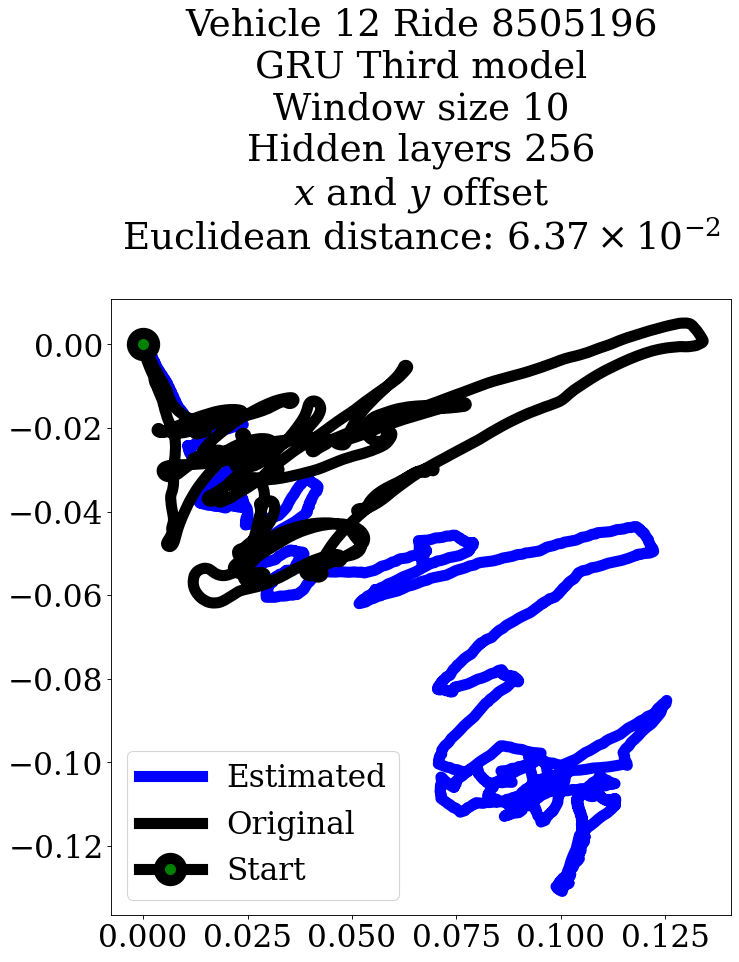 Vehicle 12 Ride 8505196
GRU Third model
Window size 10
Hidden layers 256
x and y offset
Euclidean distance: 6.37 × 10⁻²
0.00
−0.02
−0.04
−0.06
−0.08
−0.10
−0.12
Estimated
Original
Start
0.000 0.025 0.050 0.075 0.100 0.125